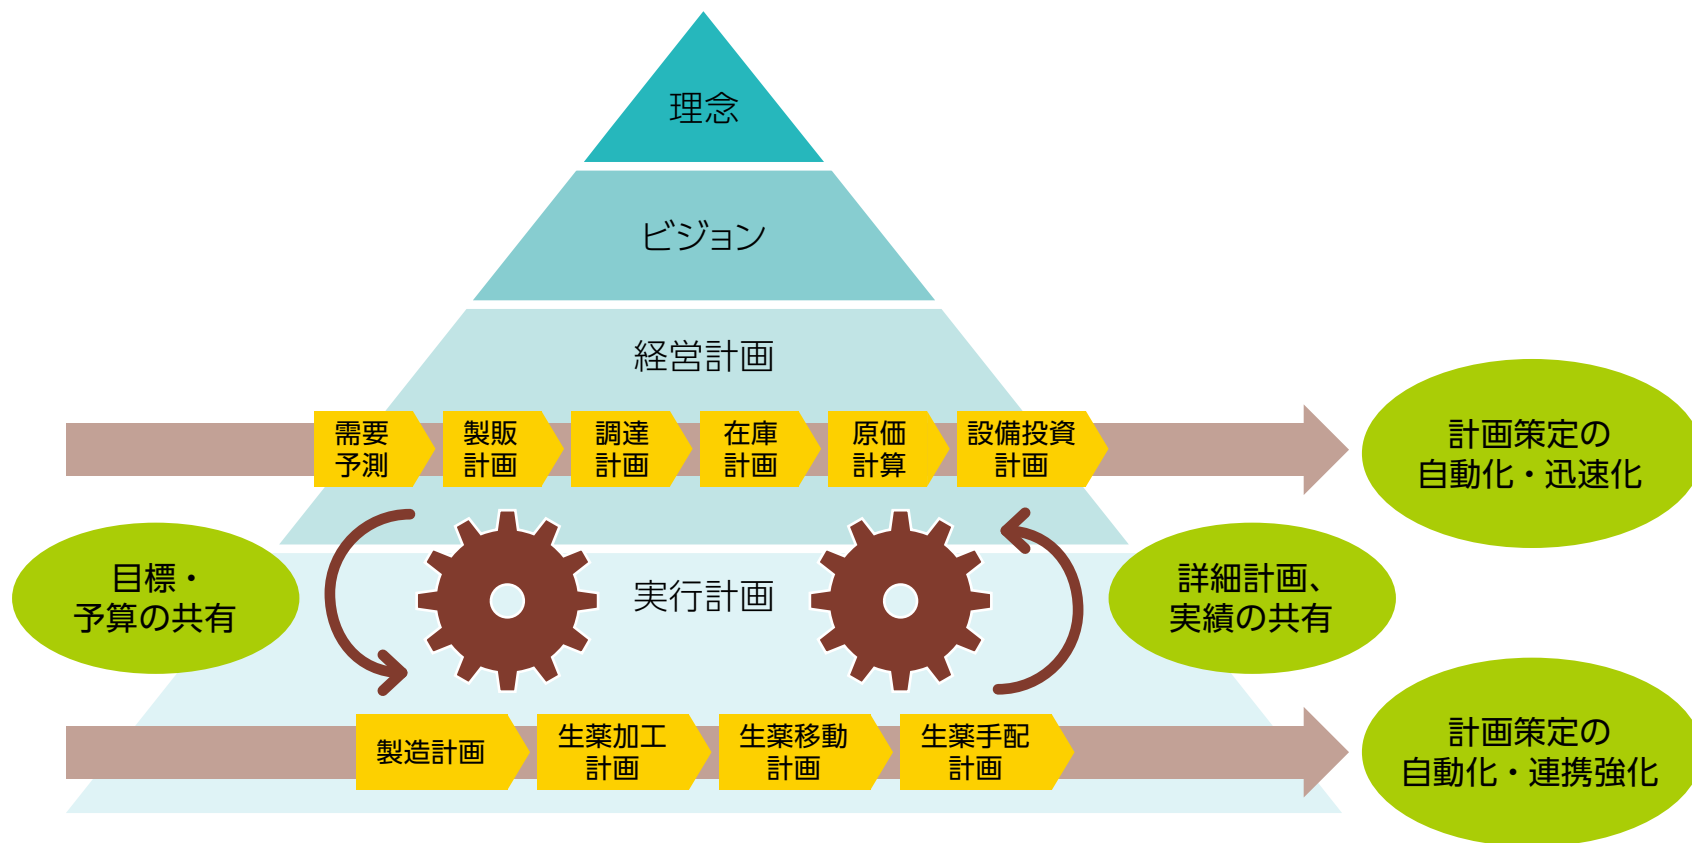 理念
ビジョン
経営計画
需要
予測
製販
計画
調達
計画
在庫
計画
原価
計算
設備投資
計画
計画策定の
自動化・迅速化
目標・
予算の共有
実行計画
詳細計画、
実績の共有
製造計画
生薬加工
計画
生薬移動
計画
生薬手配
計画
計画策定の
自動化・連携強化